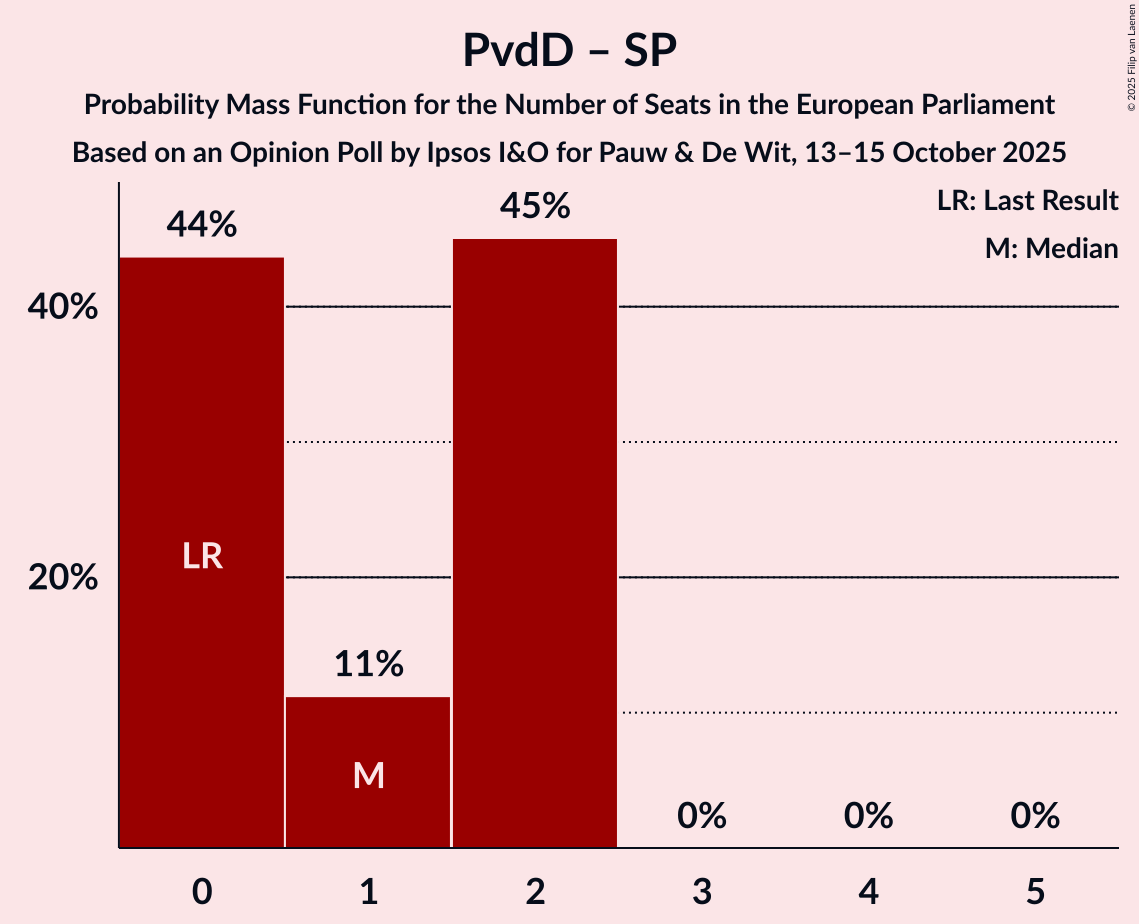 PvdD – SP
Probability Mass Function for the Number of Seats in the European Parliament
Based on an Opinion Poll by Ipsos I&O for Pauw & De Wit, 13–15 October 2025
© 2025 Filip van Laenen
LR: Last Result
M: Median
44%
45%
40%
LR
20%
11%
M
0%
0%
0%
0
1
2
3
4
5